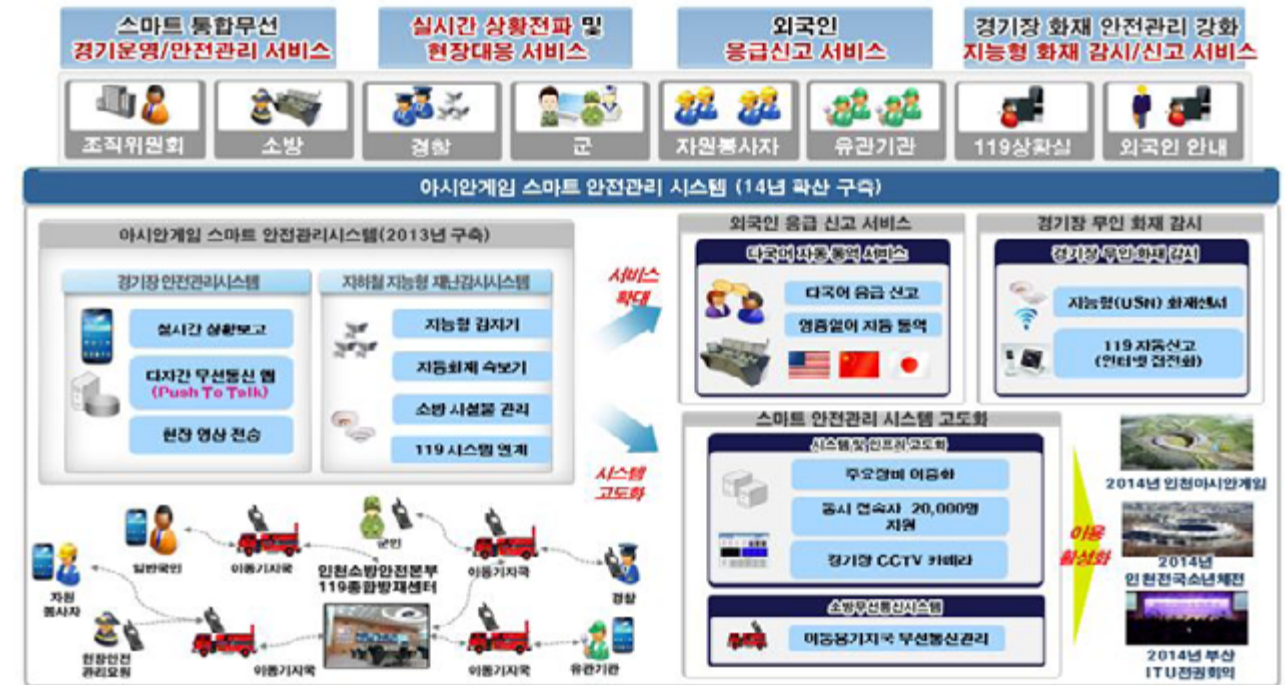 스마트 통합무선
경기운영/안전관리 서비스
실시간 상황전파 및
현장대응 서비스
외국인
응급신고 서비스
경기장 화재 안전관리 강화
지능형 화재 감시/신고 서비스
조직위원회
소방
경찰
군
자원봉사자
유관기관
119상황실
외국인 안내
아시안게임 스마트 안전관리 시스템 (14년 확산 구축)
아시안게임 스마트 안전관리시스템(2013년 구축)
경기장 안전관리시스템
실시간 상황보고
다자간 무선통신 앱
(Push To Talk)
현장 영상 전송
지하철 지능형 재난감시시스템
지능형 감지기
자동화재 속보기
소방 시설물 관리
119 시스템 연계
서비스
확대
시스템
고도화
외국인 응급 신고 서비스
다국어 자동 통역 서비스
다국어 응급 신고
영중일어 자동 통역
경기장 무인 화재 감시
경기장 무인 화재 감시
지능형(USN) 화재센서
119 자동신고
(인터넷 집전화)
스마트 안전관리 시스템 고도화
시스템 및 인프라 고도화
주요장비 이중화
동시 접속자 20,000명
지원
경기장 CCTV 카메라
소방무선통신시스템
이동용기지국 무선통신관리
이용
활성화
2014년 인천아시안게임
2014년
인천전국소년체전
2014년 부산
ITU전권회의
일반국민
이동기지국
군인
이동기지국
경찰
자원
봉사자
인천소방안전본부
119종합방재센터
현장안전
관리요원
이동기지국
이동기지국
유관기관